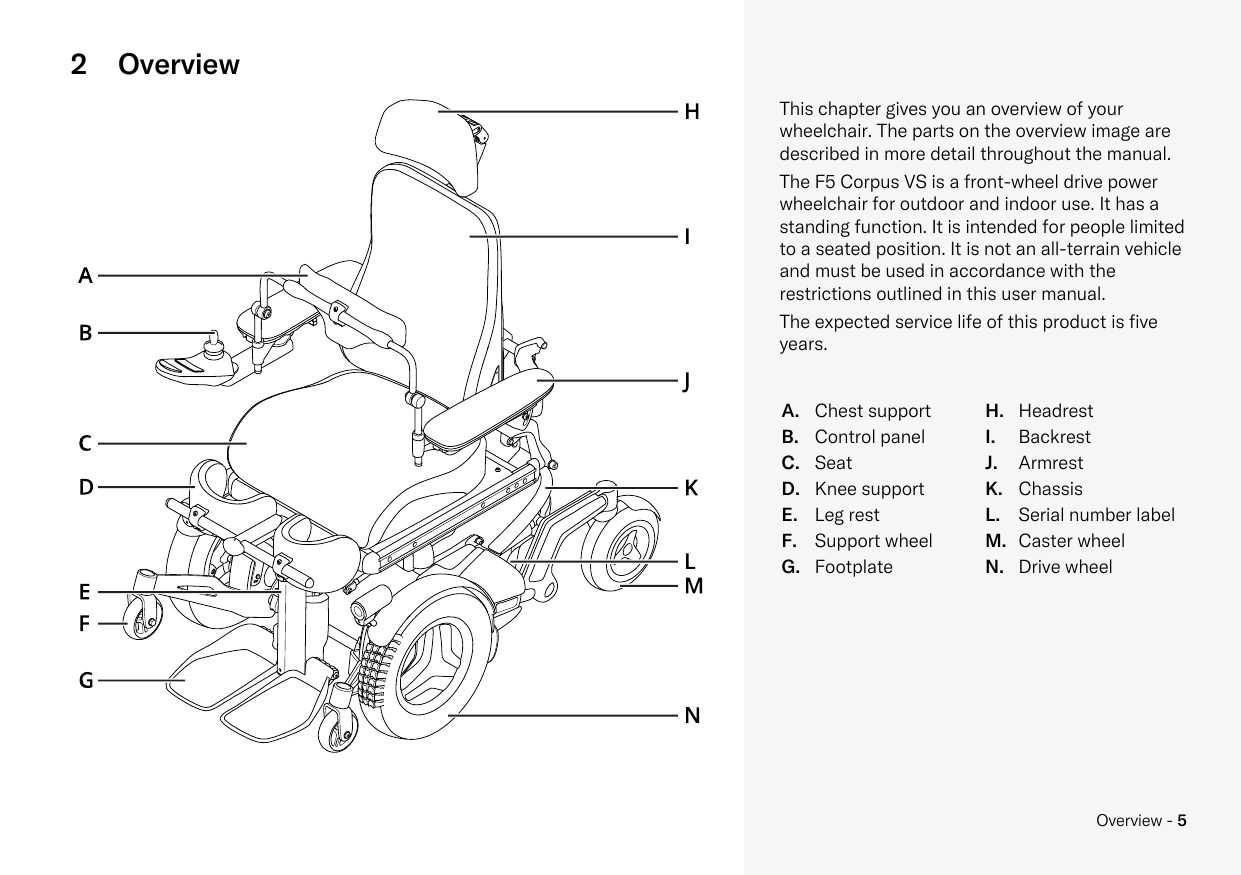 2 Overview
H
I
A
B
J
C
D
K
L
E
M
F
G
N
This chapter gives you an overview of your
wheelchair. The parts on the overview image are
described in more detail throughout the manual.
The F5 Corpus VS is a front-wheel drive power
wheelchair for outdoor and indoor use. It has a
standing function. It is intended for people limited
to a seated position. It is not an all-terrain vehicle
and must be used in accordance with the
restrictions outlined in this user manual.
The expected service life of this product is five
years.
A. Chest support
B. Control panel
C. Seat
D. Knee support
E. Leg rest
F. Support wheel
G. Footplate
H. Headrest
I. Backrest
J. Armrest
K. Chassis
L. Serial number label
M. Caster wheel
N. Drive wheel
Overview - 5